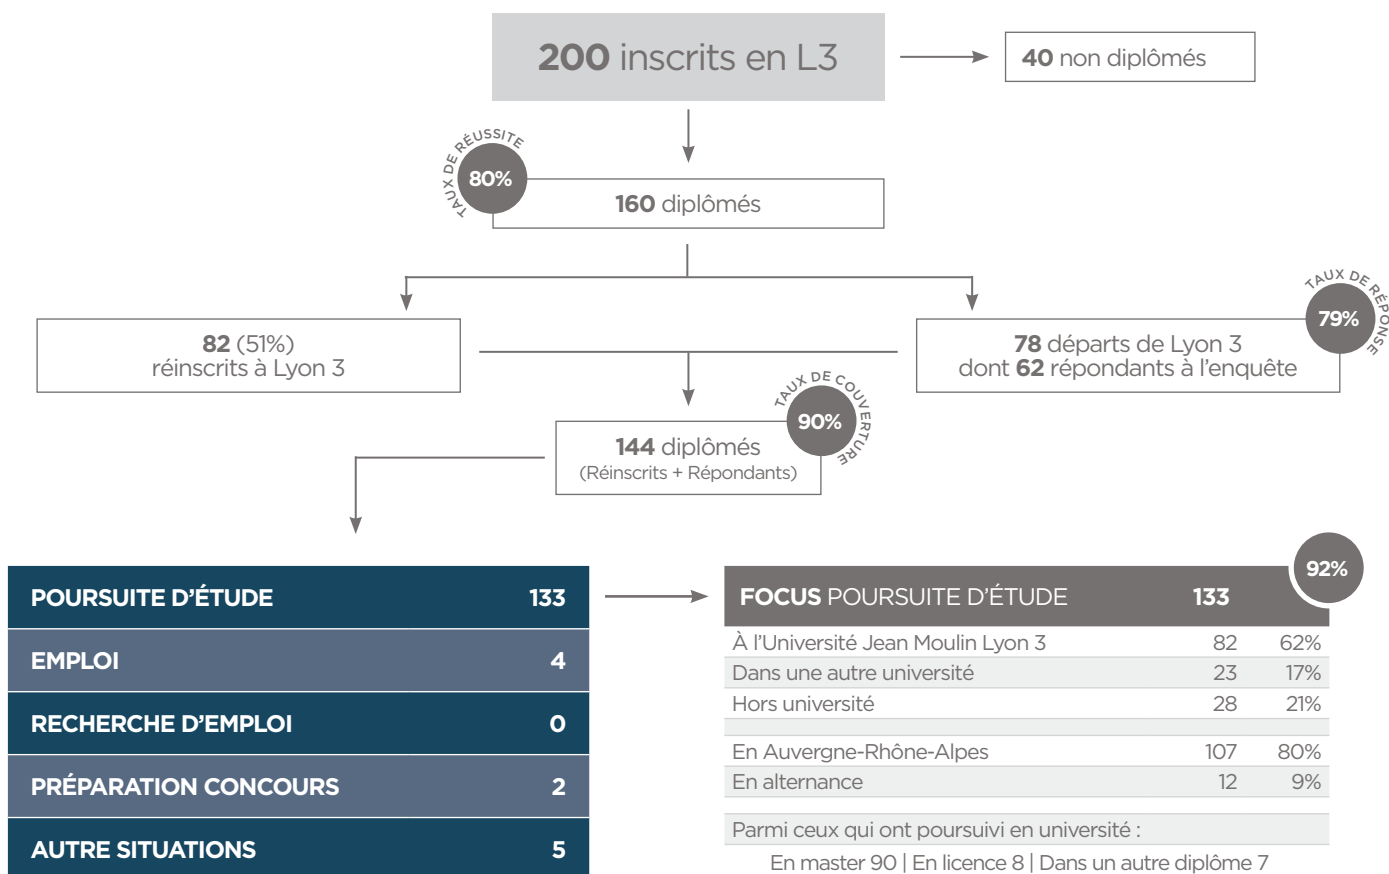 200 inscrits en L3
40 non diplômés
TAUX DE RÉUSSITE
80%
160 diplômés
82 (51%)
réinscrits à Lyon 3
78 départs de Lyon 3
dont 62 répondants à l'enquête
TAUX DE RÉPONSE
79%
144 diplômés
(Réinscrits + Répondants)
TAUX DE COUVERTURE
90%
POURSUITE D'ÉTUDE 133
EMPLOI 4
RECHERCHE D'EMPLOI 0
PRÉPARATION CONCOURS 2
AUTRE SITUATIONS 5
FOCUS POURSUITE D'ÉTUDE 133
92%
À l'Université Jean Moulin Lyon 3 82 62%
Dans une autre université 23 17%
Hors université 28 21%
En Auvergne-Rhône-Alpes 107 80%
En alternance 12 9%
Parmi ceux qui ont poursuivi en université :
En master 90 | En licence 8 | Dans un autre diplôme 7